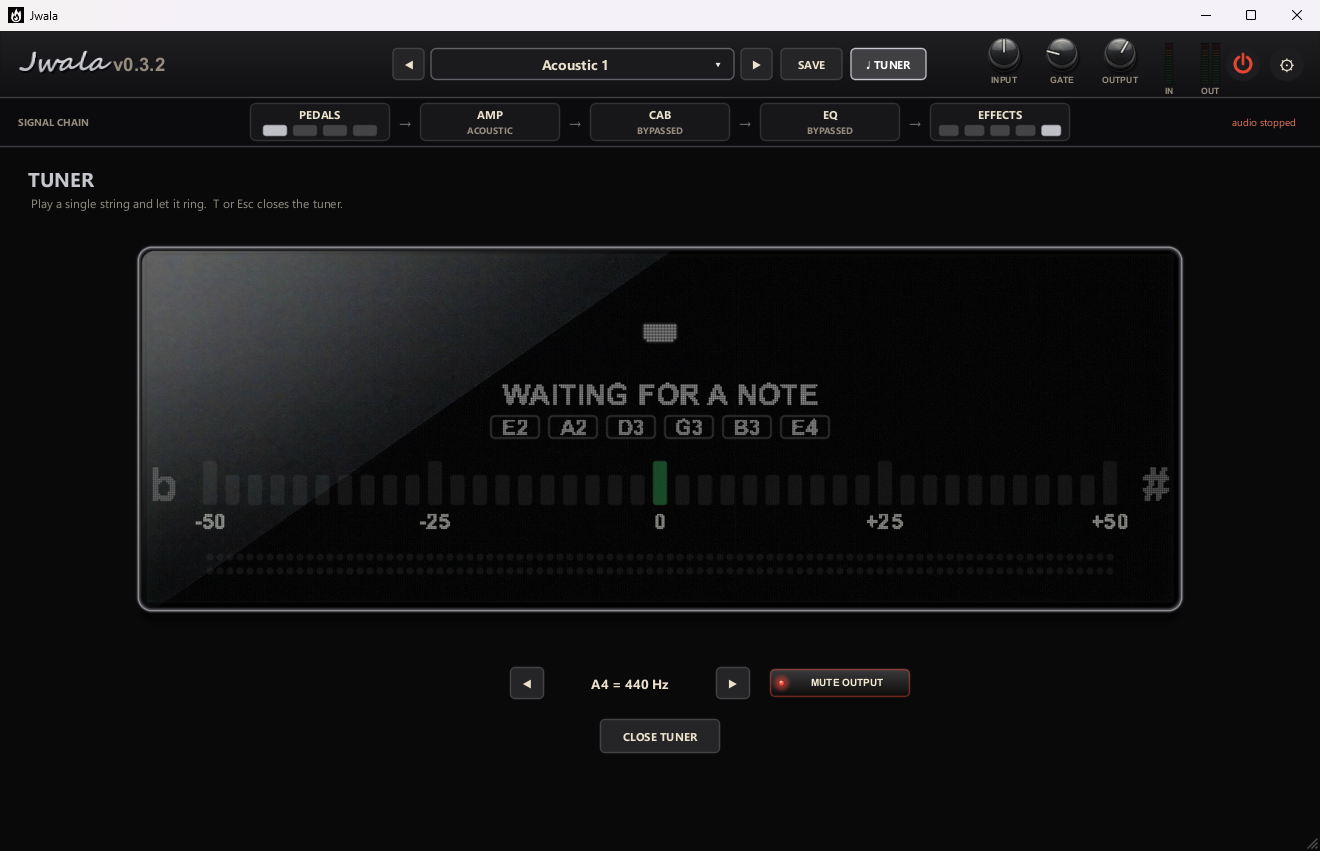 Jwala
Jwala v0.3.2
Acoustic 1
SAVE
♩ TUNER
INPUT
GATE
OUTPUT
IN
OUT
SIGNAL CHAIN
PEDALS
AMP
ACOUSTIC
CAB
BYPASSED
EQ
BYPASSED
EFFECTS
audio stopped
TUNER
Play a single string and let it ring. T or Esc closes the tuner.
WAITING FOR A NOTE
E2 A2 D3 G3 B3 E4
b #
-50 -25 0 +25 +50
A4 = 440 Hz
MUTE OUTPUT
CLOSE TUNER